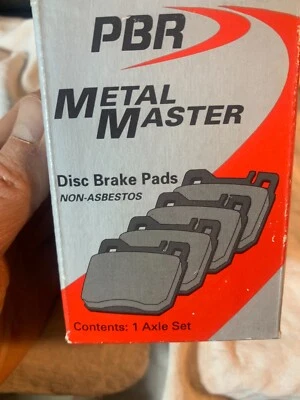 PBR
METAL
MASTER
Disc Brake Pads
NON-ASBESTOS
Contents: 1 Axle Set